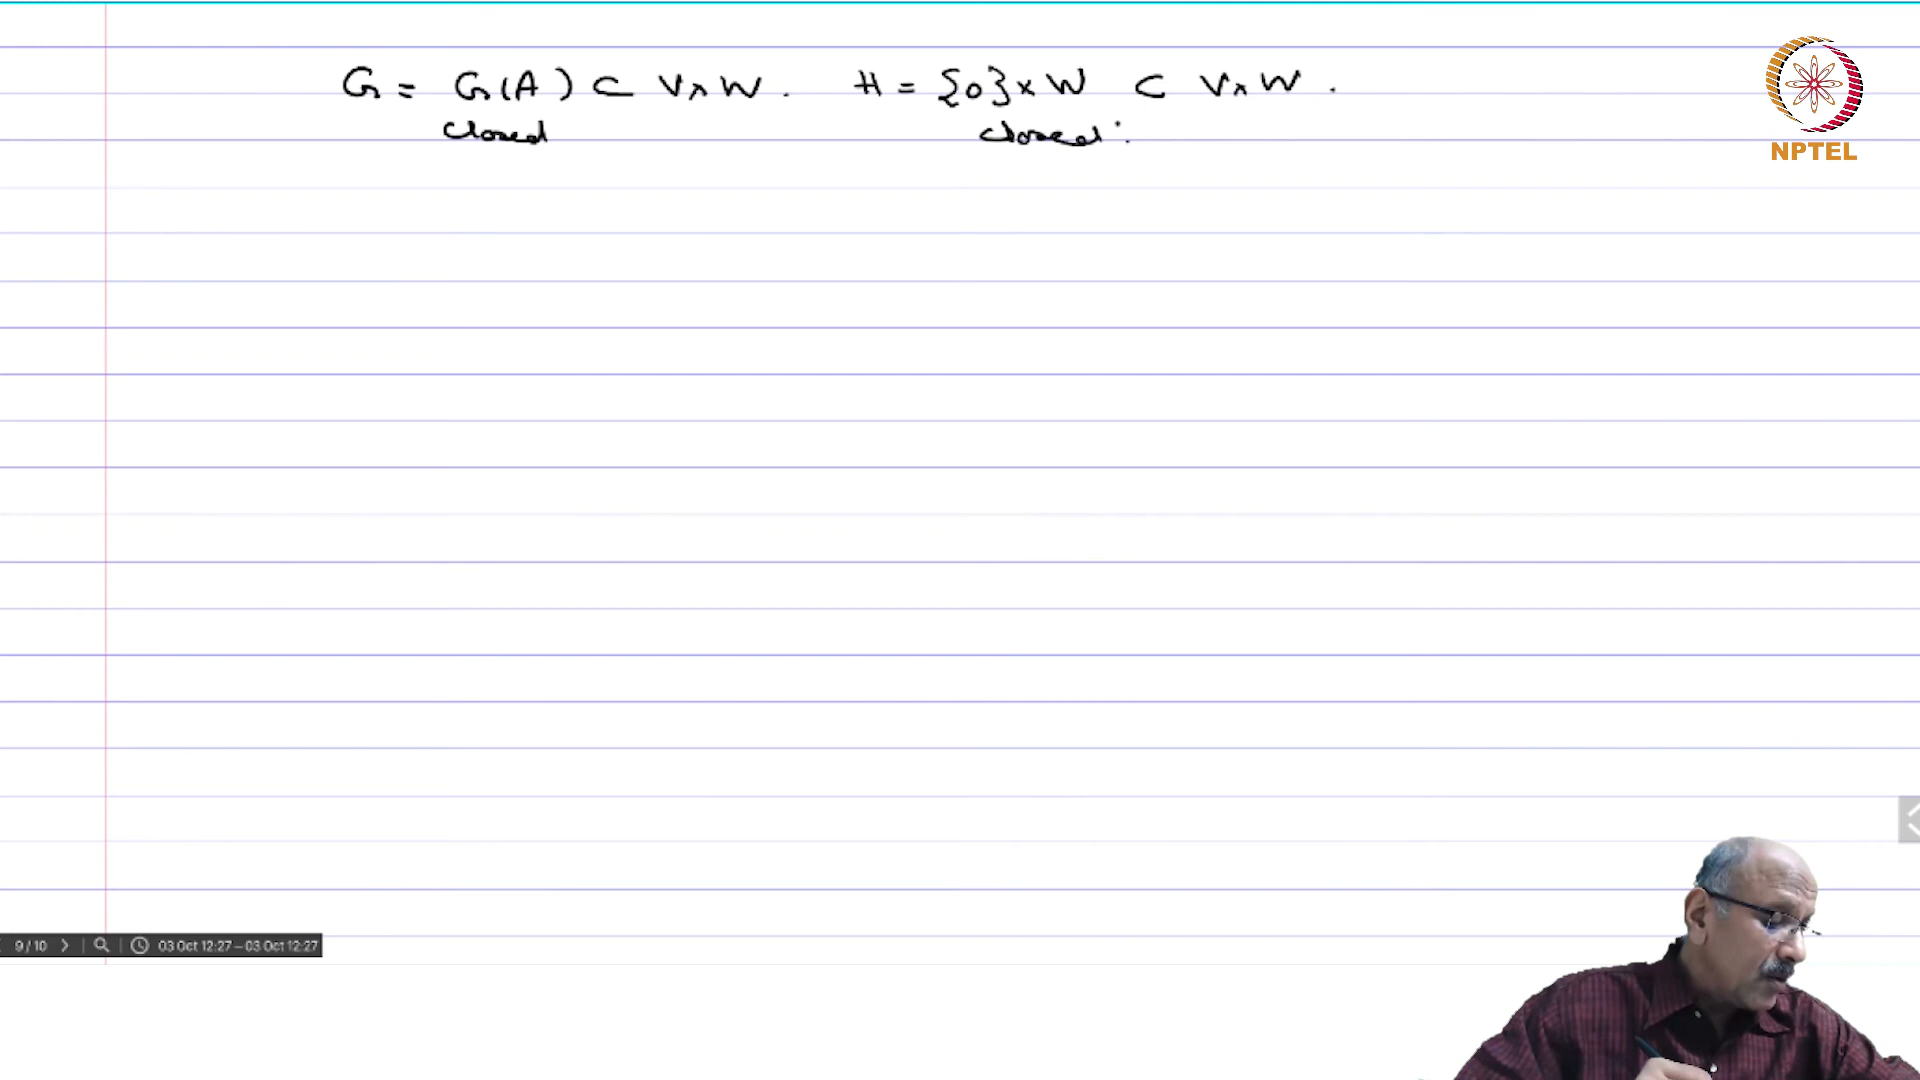 G = G(A) ⊂ V×W. H = {0}×W ⊂ V×W.
closed closed.
NPTEL
9/10 03 Oct 12:27 – 03 Oct 12:27